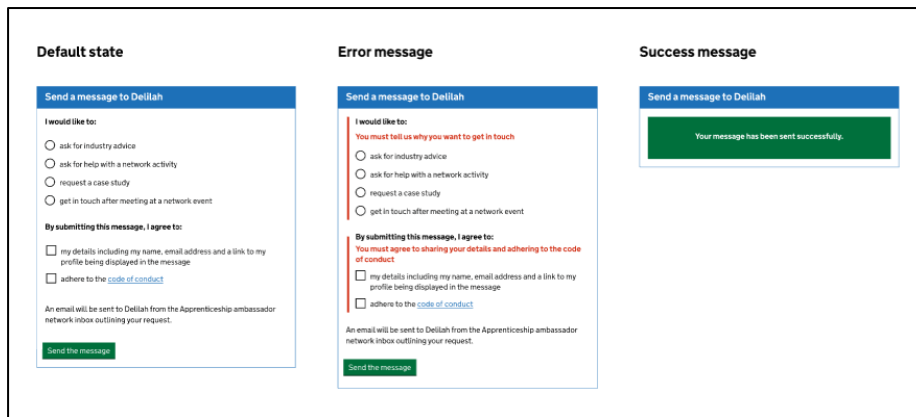 Default state
Send a message to Delilah
I would like to:
ask for industry advice
ask for help with a network activity
request a case study
get in touch after meeting at a network event
By submitting this message, I agree to:
my details including my name, email address and a link to my
profile being displayed in the message
adhere to the code of conduct
An email will be sent to Delilah from the Apprenticeship ambassador
network inbox outlining your request.
Send the message
Error message
Send a message to Delilah
I would like to:
You must tell us why you want to get in touch
ask for industry advice
ask for help with a network activity
request a case study
get in touch after meeting at a network event
By submitting this message, I agree to:
You must agree to sharing your details and adhering to the code
of conduct
my details including my name, email address and a link to my
profile being displayed in the message
adhere to the code of conduct
An email will be sent to Delilah from the Apprenticeship ambassador
network inbox outlining your request.
Send the message
Success message
Send a message to Delilah
Your message has been sent successfully.